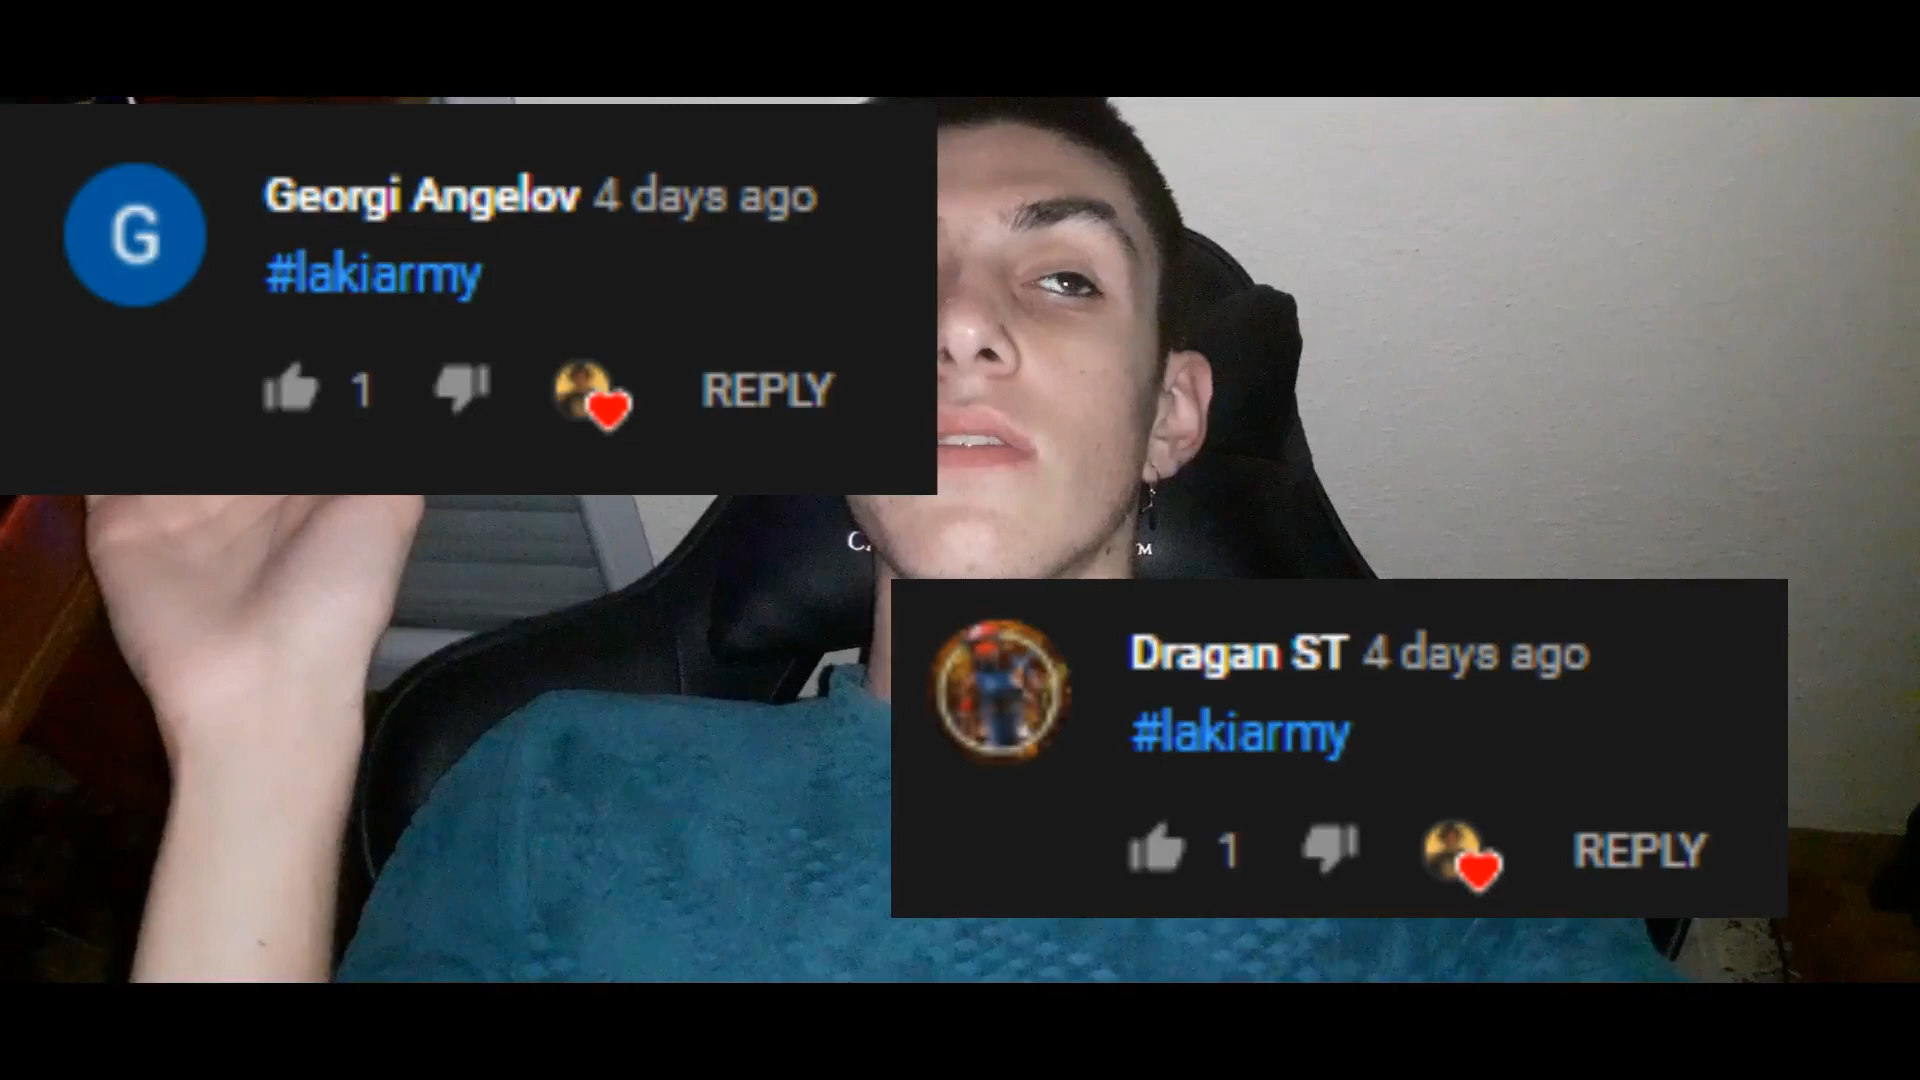 Georgi Angelov 4 days ago
#lakiarmy
1
REPLY
Dragan ST 4 days ago
#lakiarmy
1
REPLY